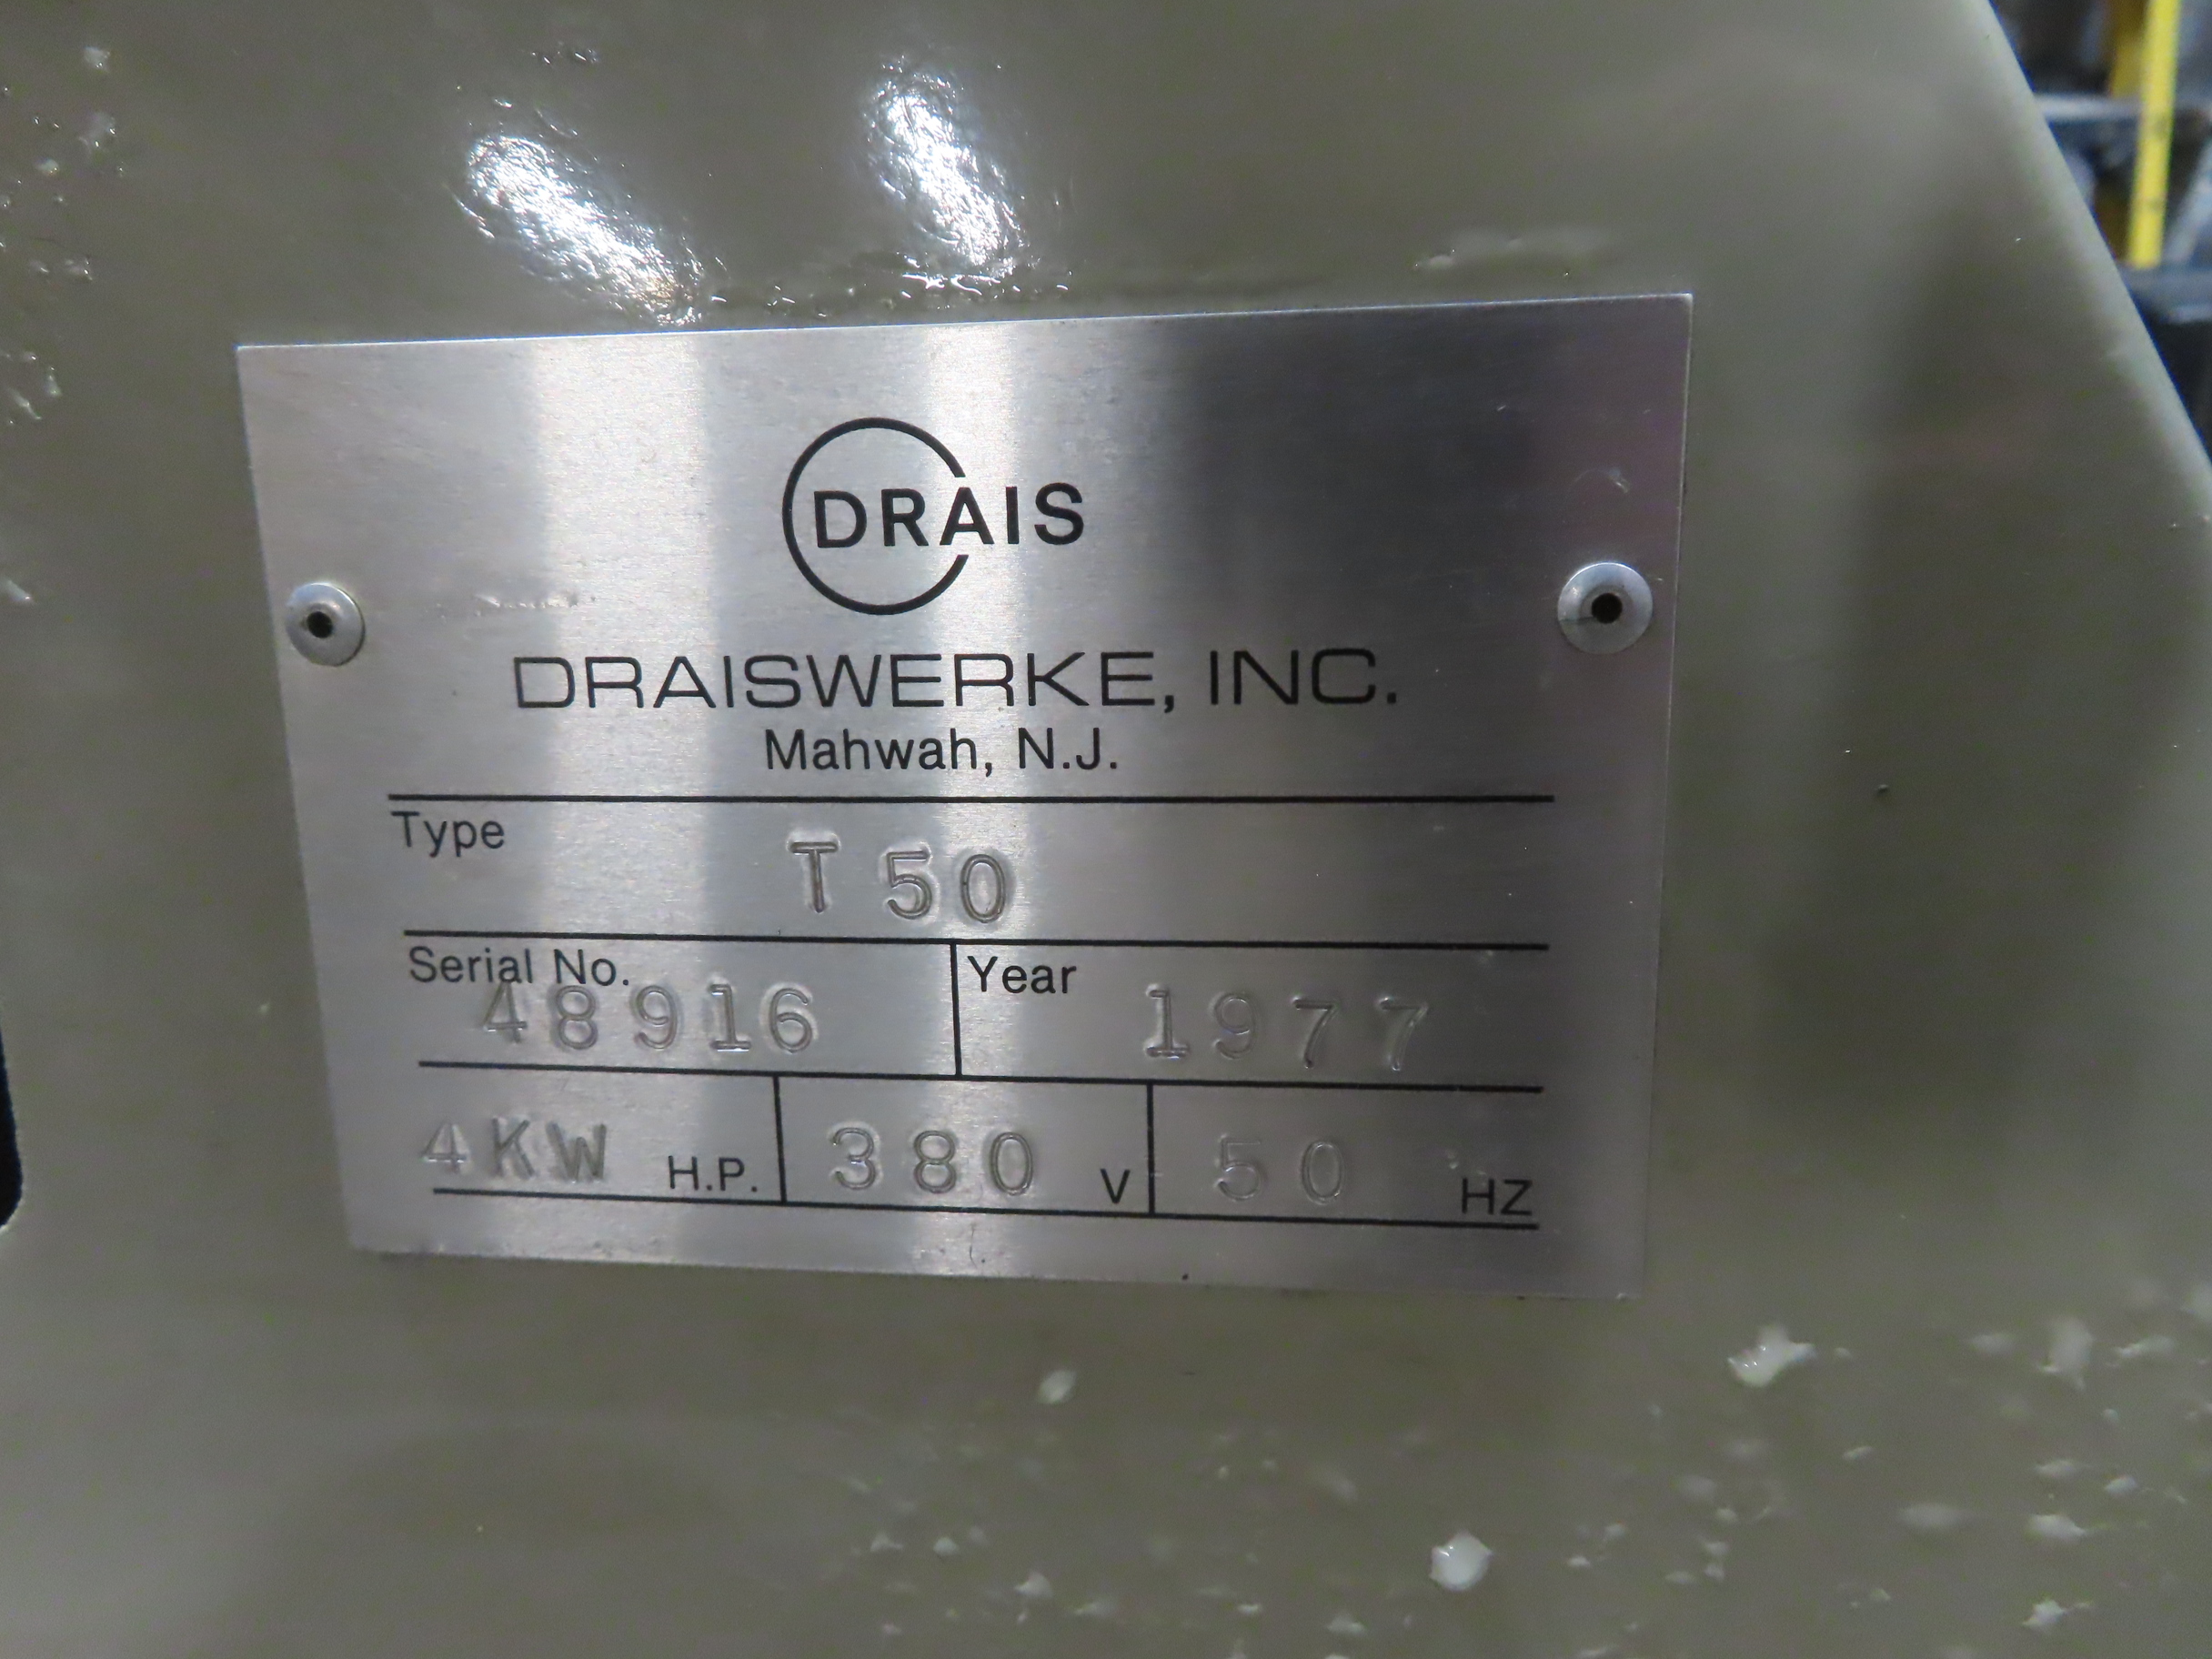 DRAIS
DRAISWERKE, INC.
Mahwah, N.J.
Type T 50
Serial No. 48916 Year 1977
4KW H.P. 380 V 50 HZ